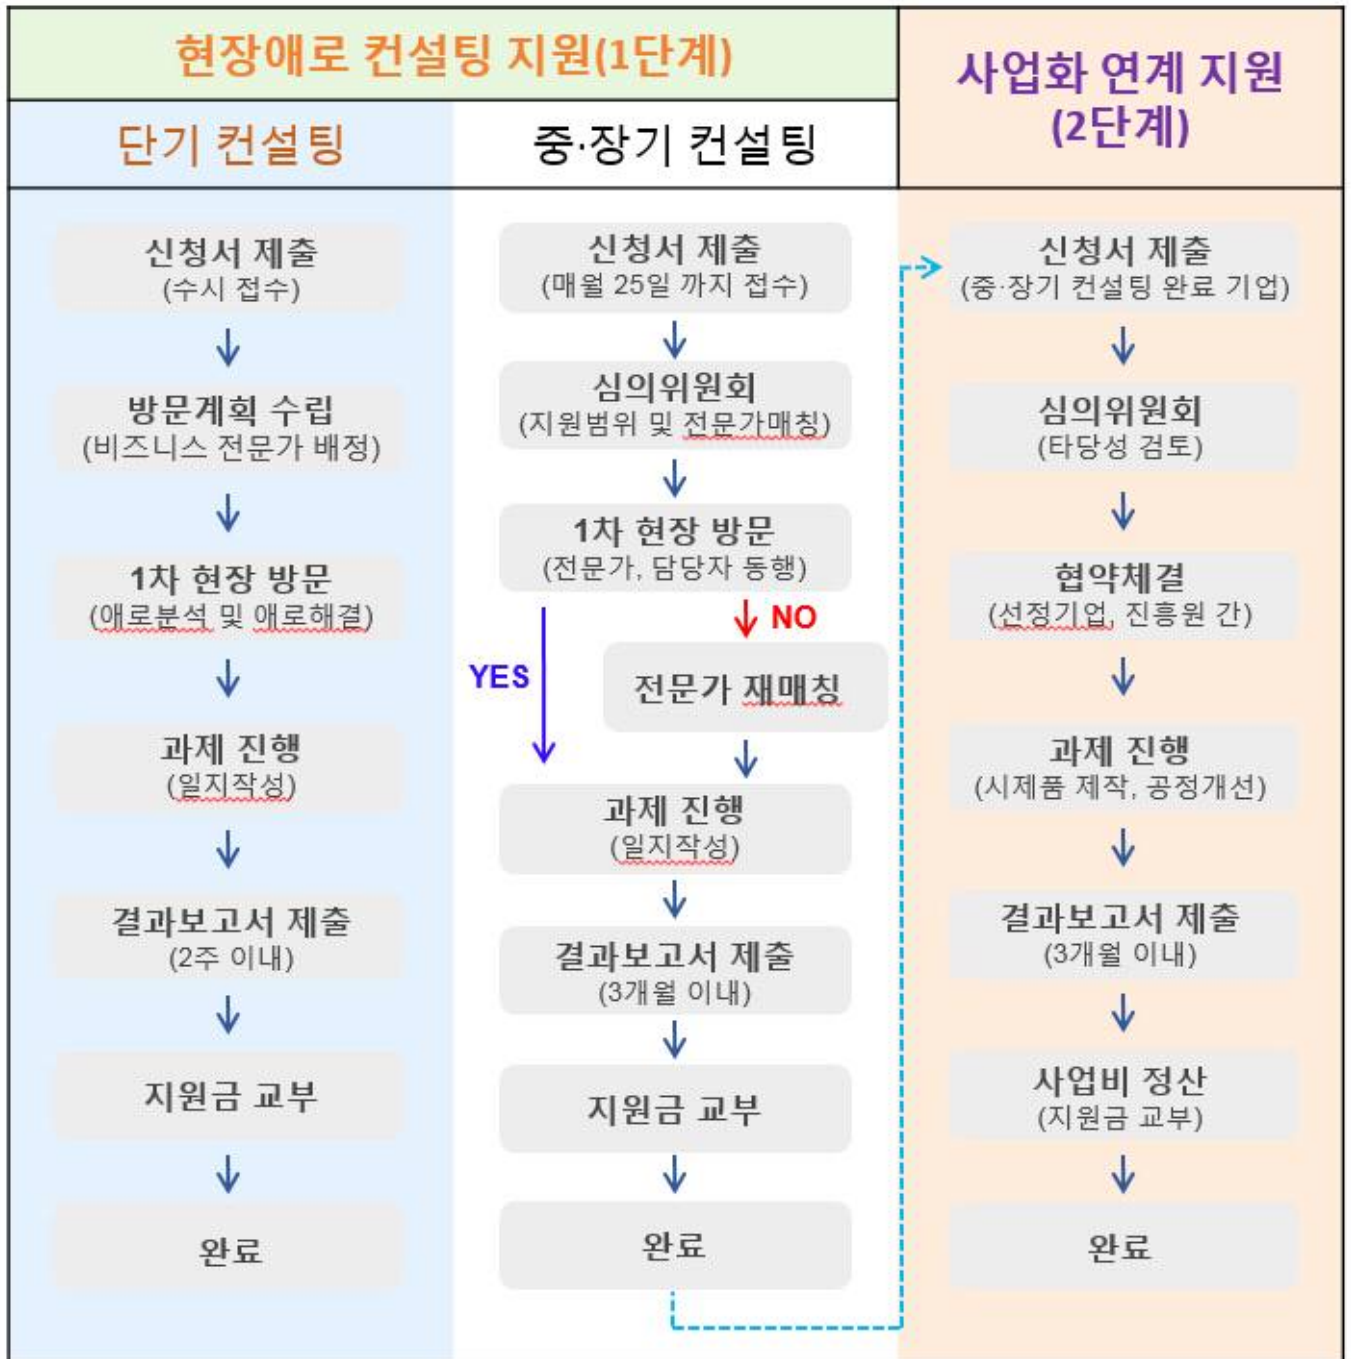 현장애로 컨설팅 지원(1단계)
사업화 연계 지원
(2단계)
단기 컨설팅
중·장기 컨설팅
신청서 제출
(수시 접수)
방문계획 수립
(비즈니스 전문가 배정)
1차 현장 방문
(애로분석 및 애로해결)
과제 진행
(일지작성)
결과보고서 제출
(2주 이내)
지원금 교부
완료
신청서 제출
(매월 25일 까지 접수)
심의위원회
(지원범위 및 전문가매칭)
1차 현장 방문
(전문가, 담당자 동행)
NO
YES
전문가 재매칭
과제 진행
(일지작성)
결과보고서 제출
(3개월 이내)
지원금 교부
완료
신청서 제출
(중·장기 컨설팅 완료 기업)
심의위원회
(타당성 검토)
협약체결
(선정기업, 진흥원 간)
과제 진행
(시제품 제작, 공정개선)
결과보고서 제출
(3개월 이내)
사업비 정산
(지원금 교부)
완료